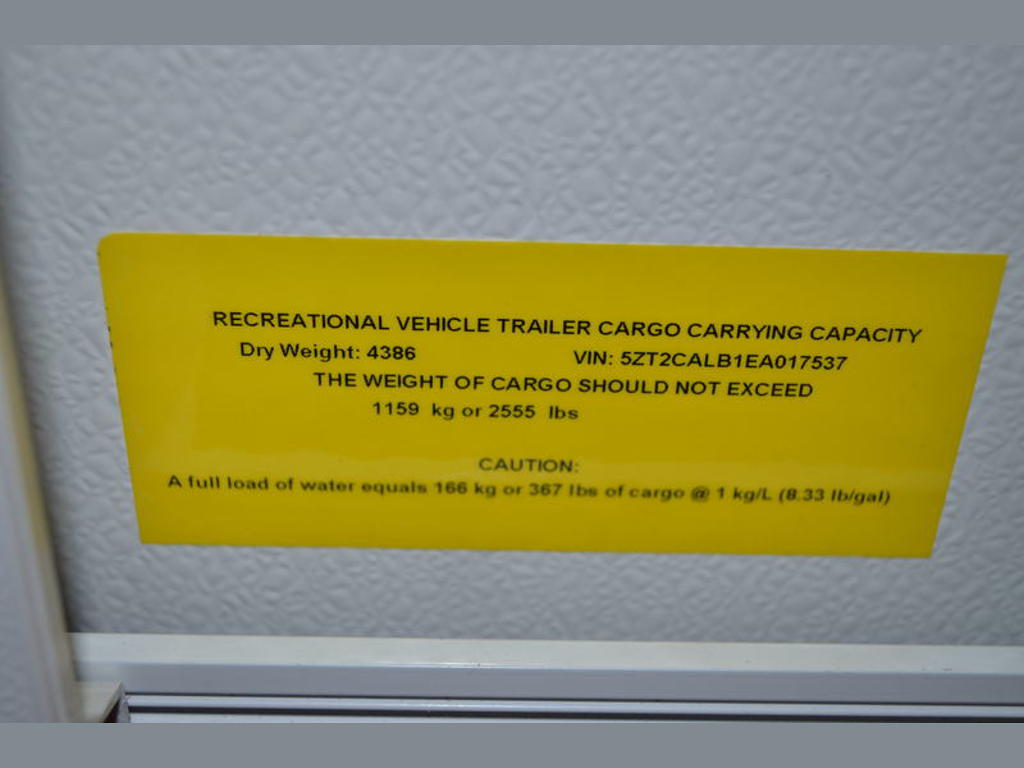 RECREATIONAL VEHICLE TRAILER CARGO CARRYING CAPACITY
Dry Weight: 4386 VIN: 5ZT2CALB1EA017537
THE WEIGHT OF CARGO SHOULD NOT EXCEED
1159 kg or 2555 lbs
CAUTION:
A full load of water equals 166 kg or 367 lbs of cargo @ 1 kg/L (8.33 lb/gal)